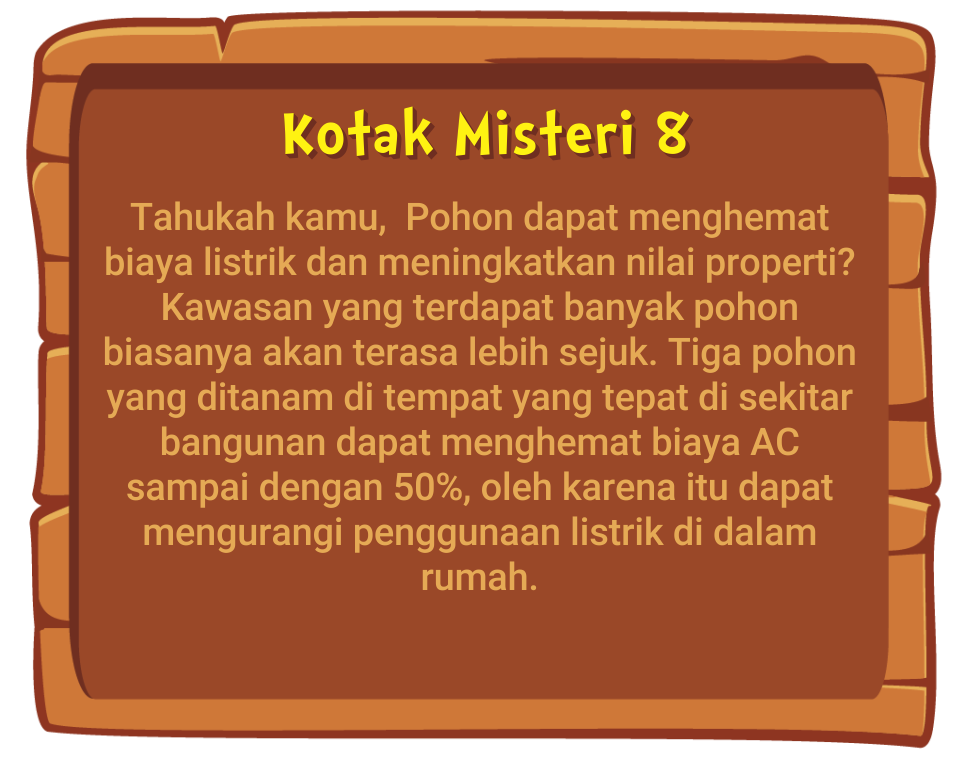 Kotak Misteri 8
Tahukah kamu,  Pohon dapat menghemat
biaya listrik dan meningkatkan nilai properti?
Kawasan yang terdapat banyak pohon
biasanya akan terasa lebih sejuk. Tiga pohon
yang ditanam di tempat yang tepat di sekitar
bangunan dapat menghemat biaya AC
sampai dengan 50%, oleh karena itu dapat
mengurangi penggunaan listrik di dalam
rumah.